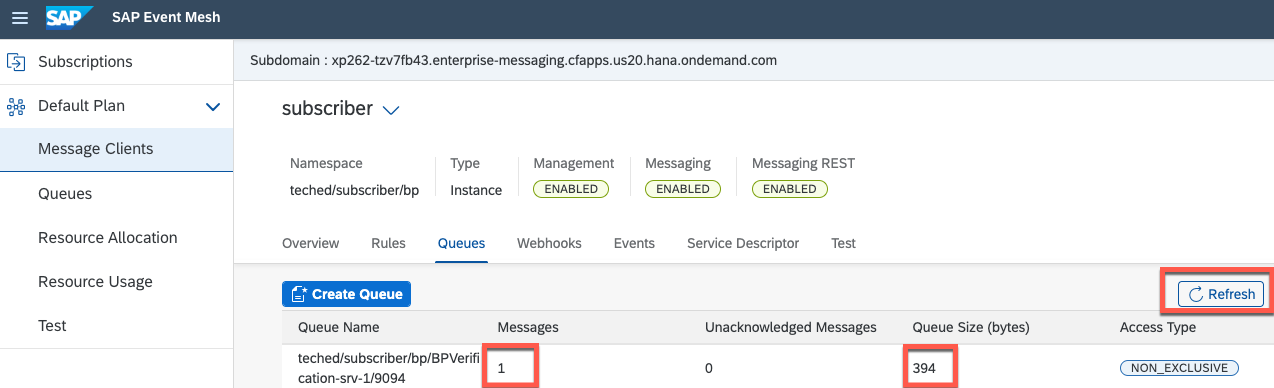 SAP SAP Event Mesh
Subscriptions
Default Plan
Message Clients
Queues
Resource Allocation
Resource Usage
Test
Subdomain : xp262-tzv7fb43.enterprise-messaging.cfapps.us20.hana.ondemand.com
subscriber
Namespace Type Management Messaging Messaging REST
teched/subscriber/bp Instance ENABLED ENABLED ENABLED
Overview Rules Queues Webhooks Events Service Descriptor Test
Create Queue Refresh
Queue Name Messages Unacknowledged Messages Queue Size (bytes) Access Type
teched/subscriber/bp/BPVerifi
cation-srv-1/9094 1 0 394 NON_EXCLUSIVE